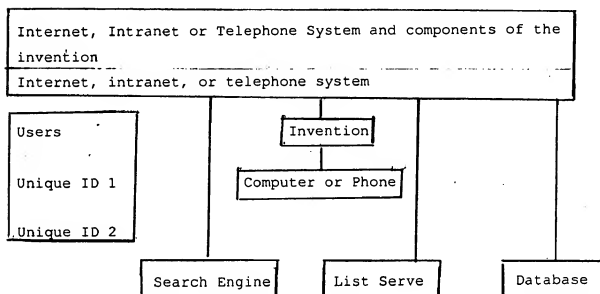 Internet, Intranet or Telephone System and components of the
invention
Internet, intranet, or telephone system
Users
Unique ID 1
Unique ID 2
Invention
Computer or Phone
Search Engine
List Serve
Database